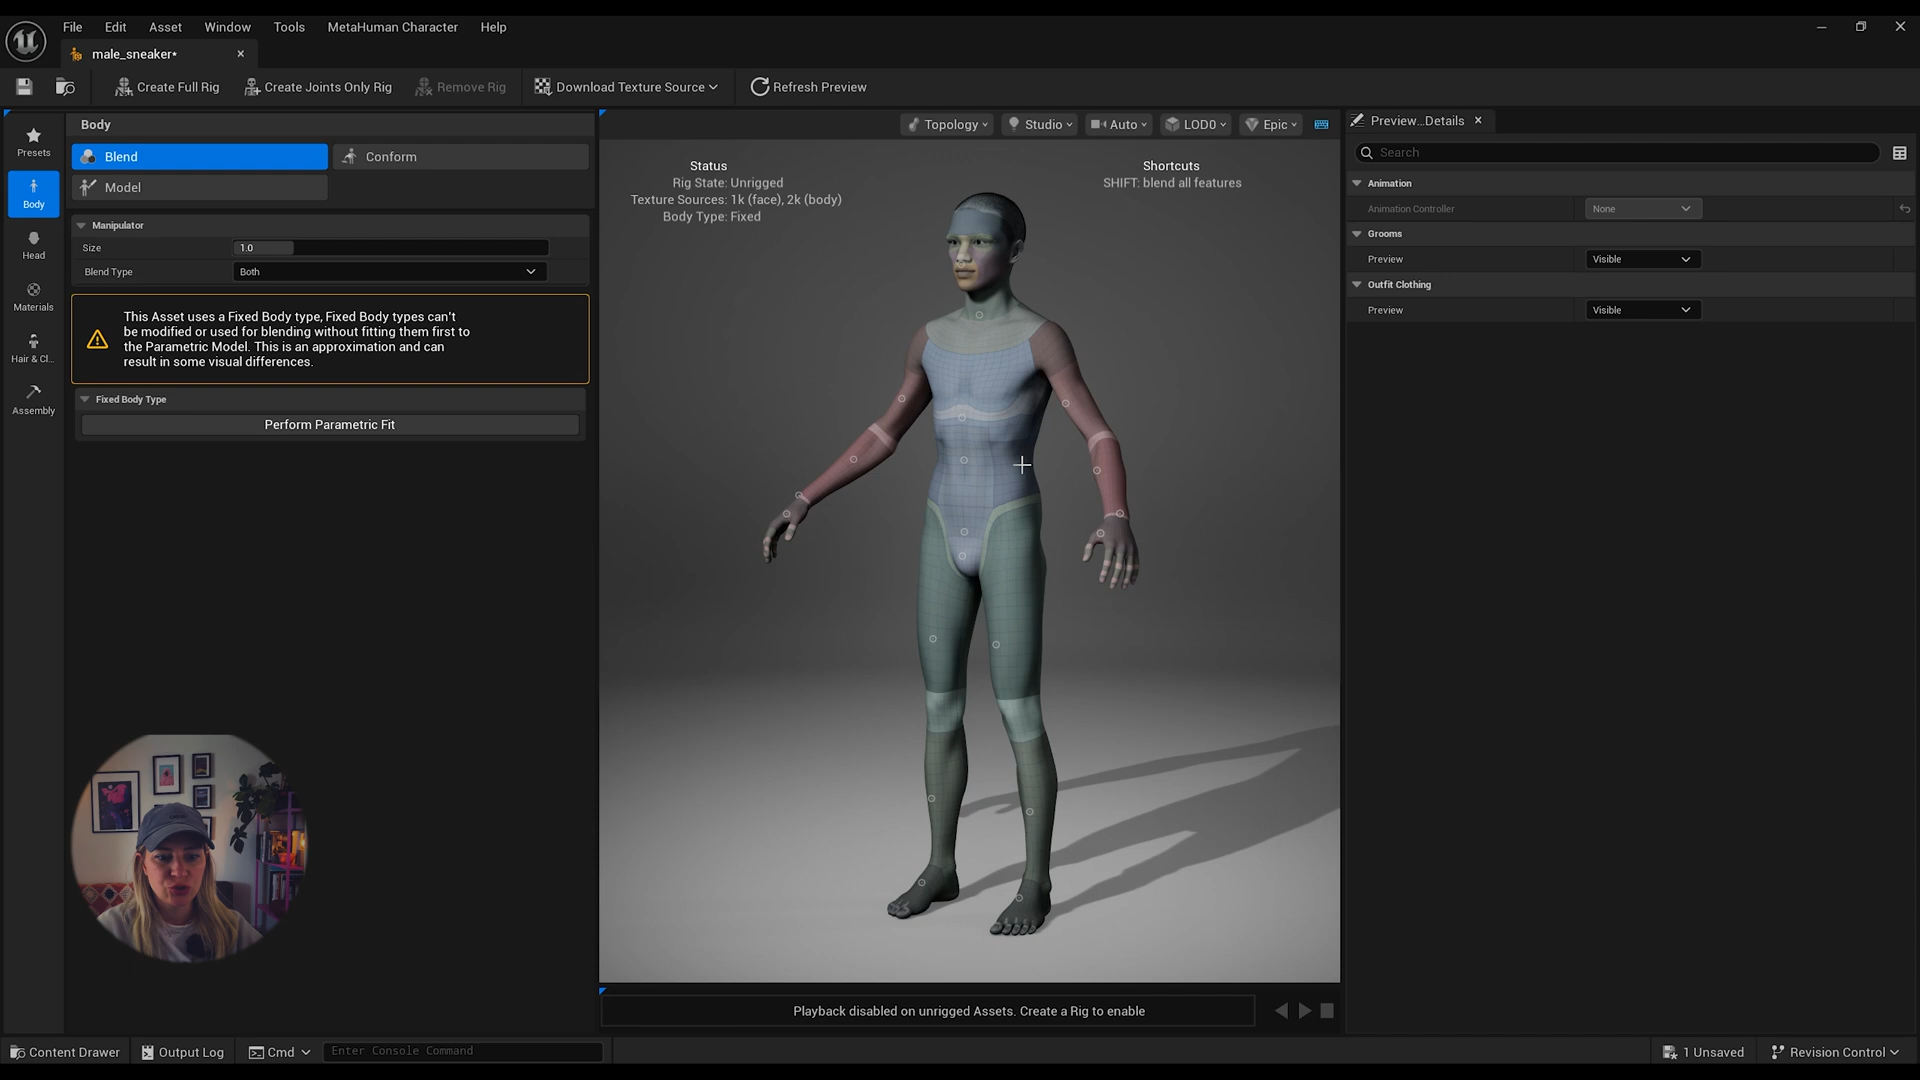 File Edit Asset Window Tools MetaHuman Character Help
male_sneaker*
Create Full Rig Create Joints Only Rig Remove Rig Download Texture Source Refresh Preview
Presets
Body
Head
Materials
Hair & Cl...
Assembly
Body
Blend Conform
Model
Manipulator
Size 1.0
Blend Type Both
This Asset uses a Fixed Body type, Fixed Body types can't
be modified or used for blending without fitting them first to
the Parametric Model. This is an approximation and can
result in some visual differences.
Fixed Body Type
Perform Parametric Fit
Topology Studio Auto LOD0 Epic
Status
Rig State: Unrigged
Texture Sources: 1k (face), 2k (body)
Body Type: Fixed
Shortcuts
SHIFT: blend all features
Playback disabled on unrigged Assets. Create a Rig to enable
Preview...Details
Search
Animation
Animation Controller None
Grooms
Preview Visible
Outfit Clothing
Preview Visible
Content Drawer Output Log Cmd Enter Console Command 1 Unsaved Revision Control